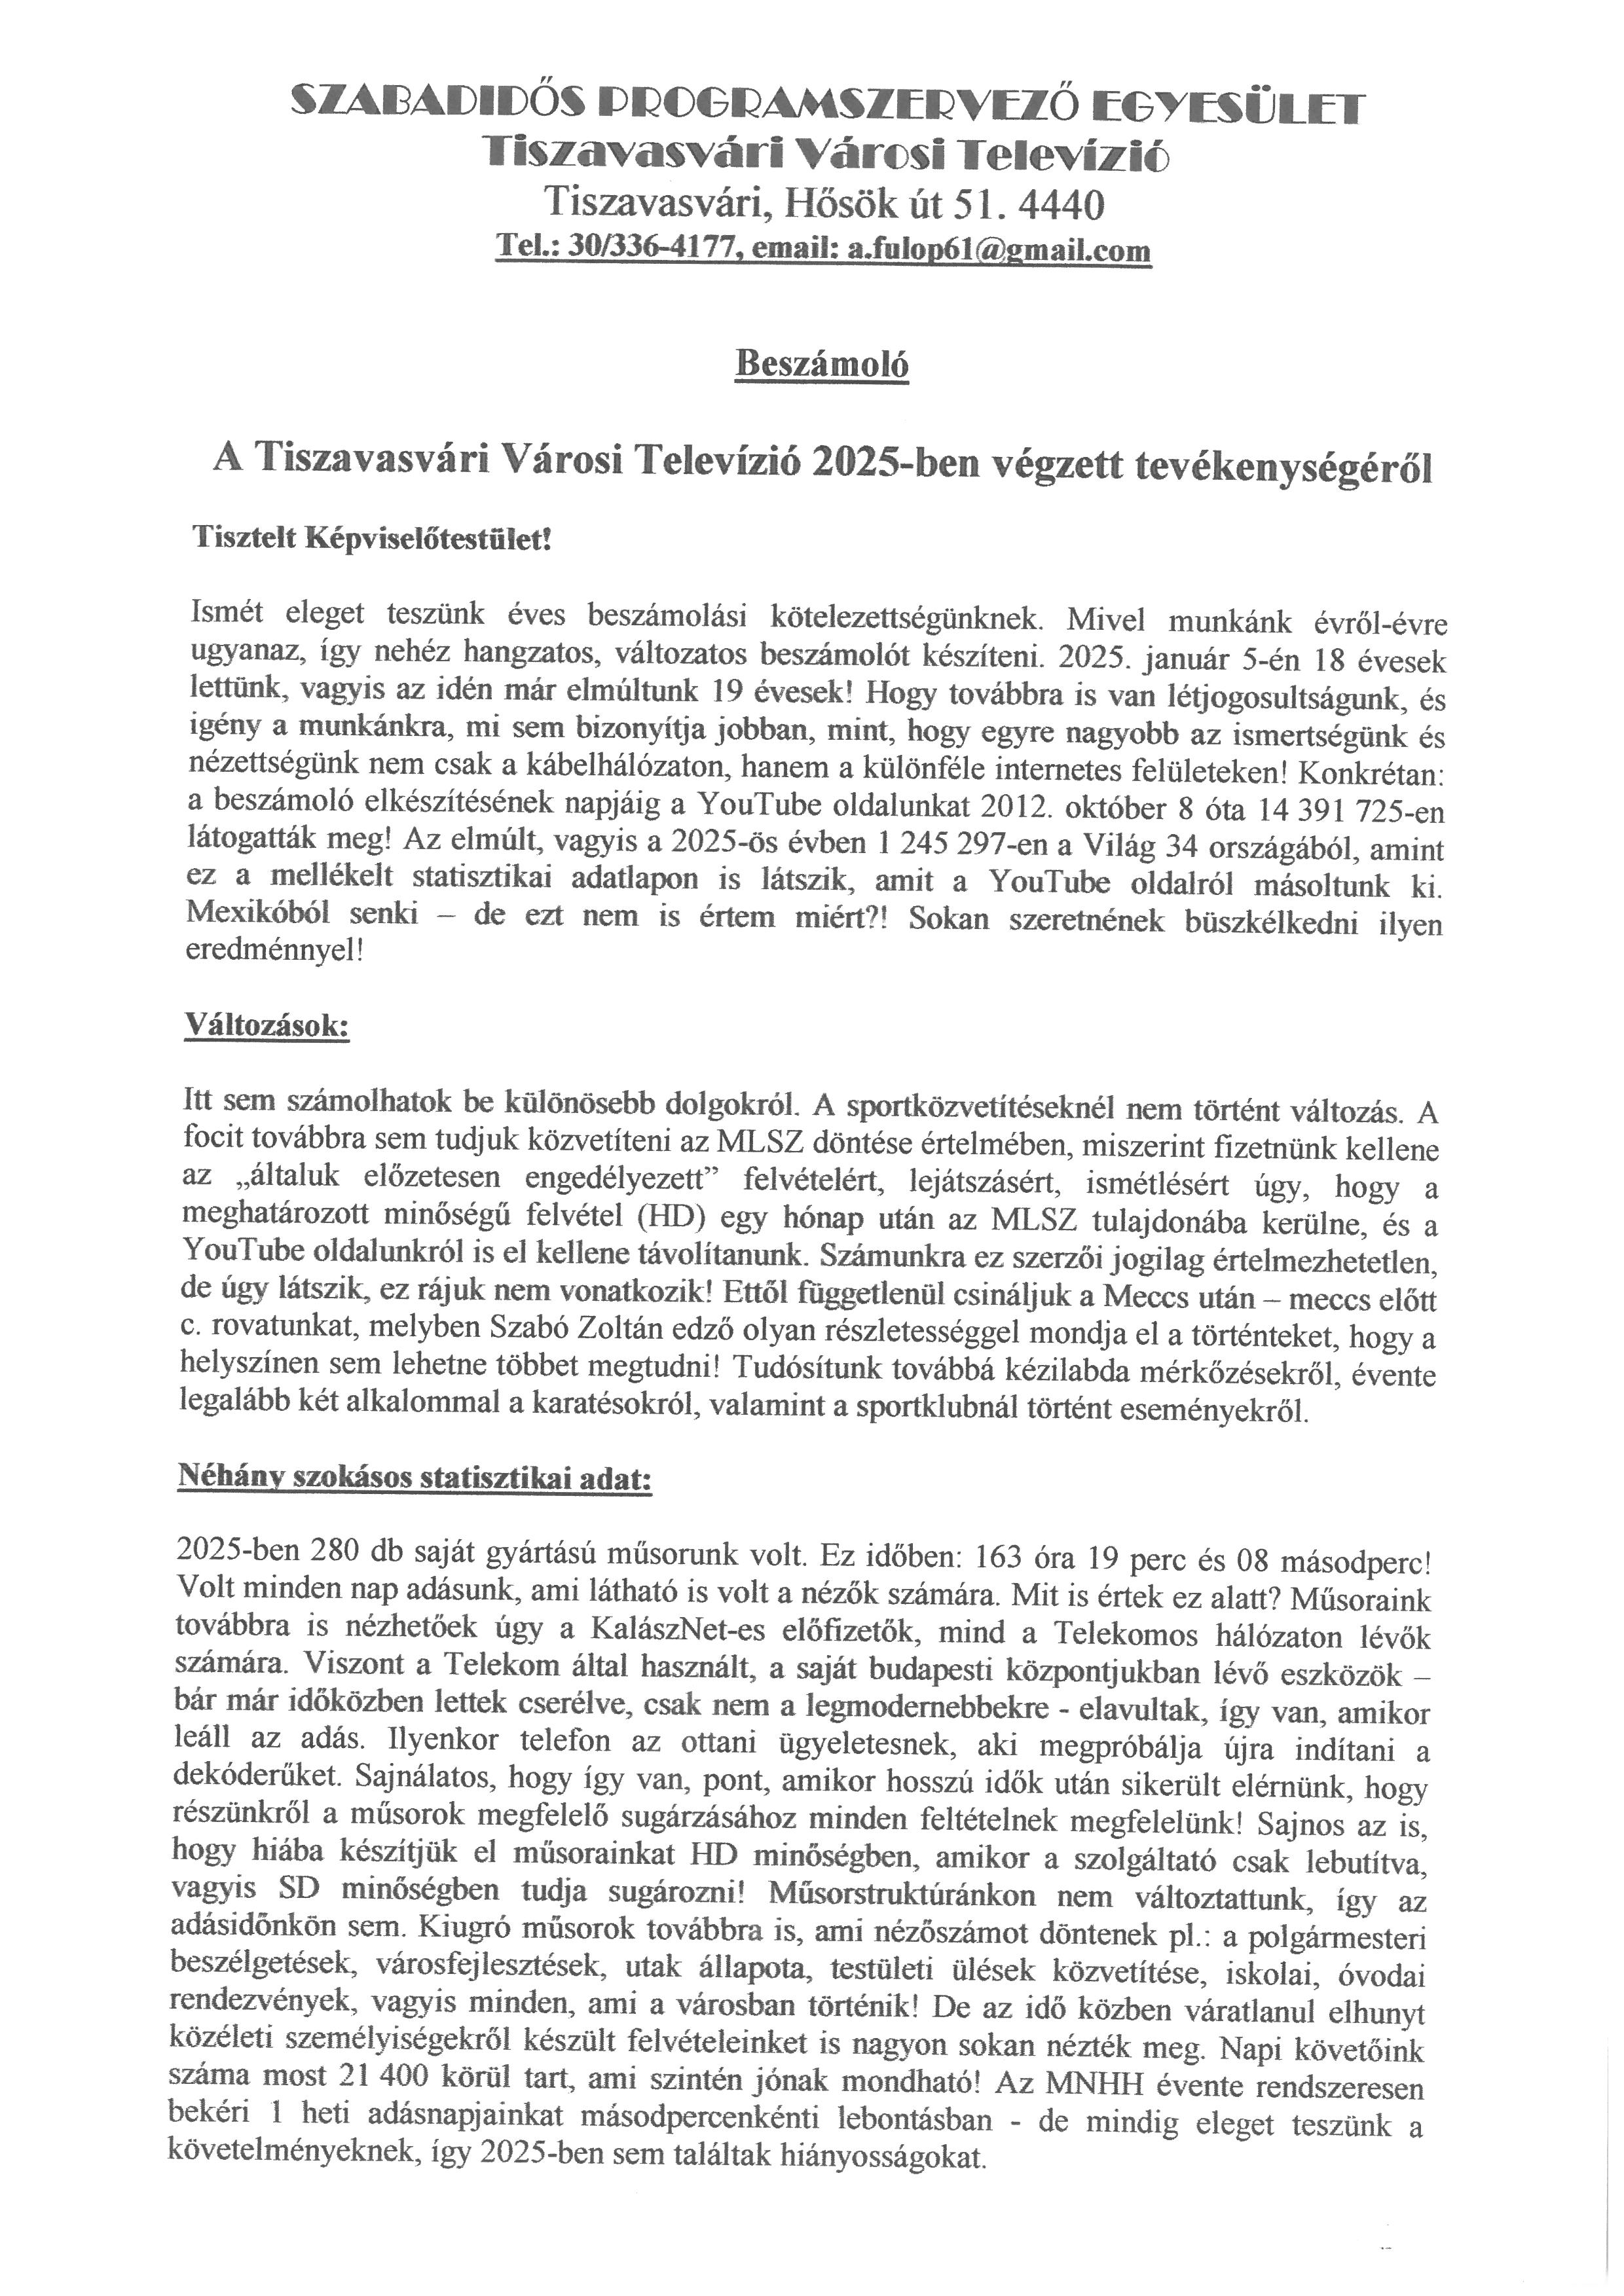 SZABADIDŐS PROGRAMSZERVEZŐ EGYESÜLET
Tiszavasvári Városi Televízió
Tiszavasvári, Hősök út 51. 4440
Tel.: 30/336-4177, email: a.fulop61@gmail.com
Beszámoló
A Tiszavasvári Városi Televízió 2025-ben végzett tevékenységéről
Tisztelt Képviselőtestület!
Ismét eleget teszünk éves beszámolási kötelezettségünknek. Mivel munkánk évről-évre
ugyanaz, így nehéz hangzatos, változatos beszámolót készíteni. 2025. január 5-én 18 évesek
lettünk, vagyis az idén már elmúltunk 19 évesek! Hogy továbbra is van létjogosultságunk, és
igény a munkánkra, mi sem bizonyítja jobban, mint, hogy egyre nagyobb az ismertségünk és
nézettségünk nem csak a kábelhálózaton, hanem a különféle internetes felületeken! Konkrétan:
a beszámoló elkészítésének napjáig a YouTube oldalunkat 2012. október 8 óta 14 391 725-en
látogatták meg! Az elmúlt, vagyis a 2025-ös évben 1 245 297-en a Világ 34 országából, amint
ez a mellékelt statisztikai adatlapon is látszik, amit a YouTube oldalról másoltunk ki.
Mexikóból senki – de ezt nem is értem miért?! Sokan szeretnének büszkélkedni ilyen
eredménnyel!
Változások:
Itt sem számolhatok be különösebb dolgokról. A sportközvetítéseknél nem történt változás. A
focit továbbra sem tudjuk közvetíteni az MLSZ döntése értelmében, miszerint fizetnünk kellene
az „általuk előzetesen engedélyezett” felvételért, lejátszásért, ismétlésért úgy, hogy a
meghatározott minőségű felvétel (HD) egy hónap után az MLSZ tulajdonába kerülne, és a
YouTube oldalunkról is el kellene távolítanunk. Számunkra ez szerzői jogilag értelmezhetetlen,
de úgy látszik, ez rájuk nem vonatkozik! Ettől függetlenül csináljuk a Meccs után – meccs előtt
c. rovatunkat, melyben Szabó Zoltán edző olyan részletességgel mondja el a történteket, hogy a
helyszínen sem lehetne többet megtudni! Tudósítunk továbbá kézilabda mérkőzésekről, évente
legalább két alkalommal a karatésokról, valamint a sportklubnál történt eseményekről.
Néhány szokásos statisztikai adat:
2025-ben 280 db saját gyártású műsorunk volt. Ez időben: 163 óra 19 perc és 08 másodperc!
Volt minden nap adásunk, ami látható is volt a nézők számára. Mit is értek ez alatt? Műsoraink
továbbra is nézhetőek úgy a KalászNet-es előfizetők, mind a Telekomos hálózaton lévők
számára. Viszont a Telekom által használt, a saját budapesti központjukban lévő eszközök –
bár már időközben lettek cserélve, csak nem a legmodernebbekre - elavultak, így van, amikor
leáll az adás. Ilyenkor telefon az ottani ügyeletesnek, aki megpróbálja újra indítani a
dekóderűket. Sajnálatos, hogy így van, pont, amikor hosszú idők után sikerült elérnünk, hogy
részünkről a műsorok megfelelő sugárzásához minden feltételnek megfelelünk! Sajnos az is,
hogy hiába készítjük el műsorainkat HD minőségben, amikor a szolgáltató csak lebutítva,
vagyis SD minőségben tudja sugározni! Műsorstruktúránkon nem változtattunk, így az
adásidőnkön sem. Kiugró műsorok továbbra is, ami nézőszámot döntenek pl.: a polgármesteri
beszélgetések, városfejlesztések, utak állapota, testületi ülések közvetítése, iskolai, óvodai
rendezvények, vagyis minden, ami a városban történik! De az idő közben váratlanul elhunyt
közéleti személyiségekről készült felvételeinket is nagyon sokan nézték meg. Napi követőink
száma most 21 400 körül tart, ami szintén jónak mondható! Az MNHH évente rendszeresen
bekéri 1 heti adásnapjainkat másodpercenkénti lebontásban - de mindig eleget teszünk a
követelményeknek, így 2025-ben sem találtak hiányosságokat.